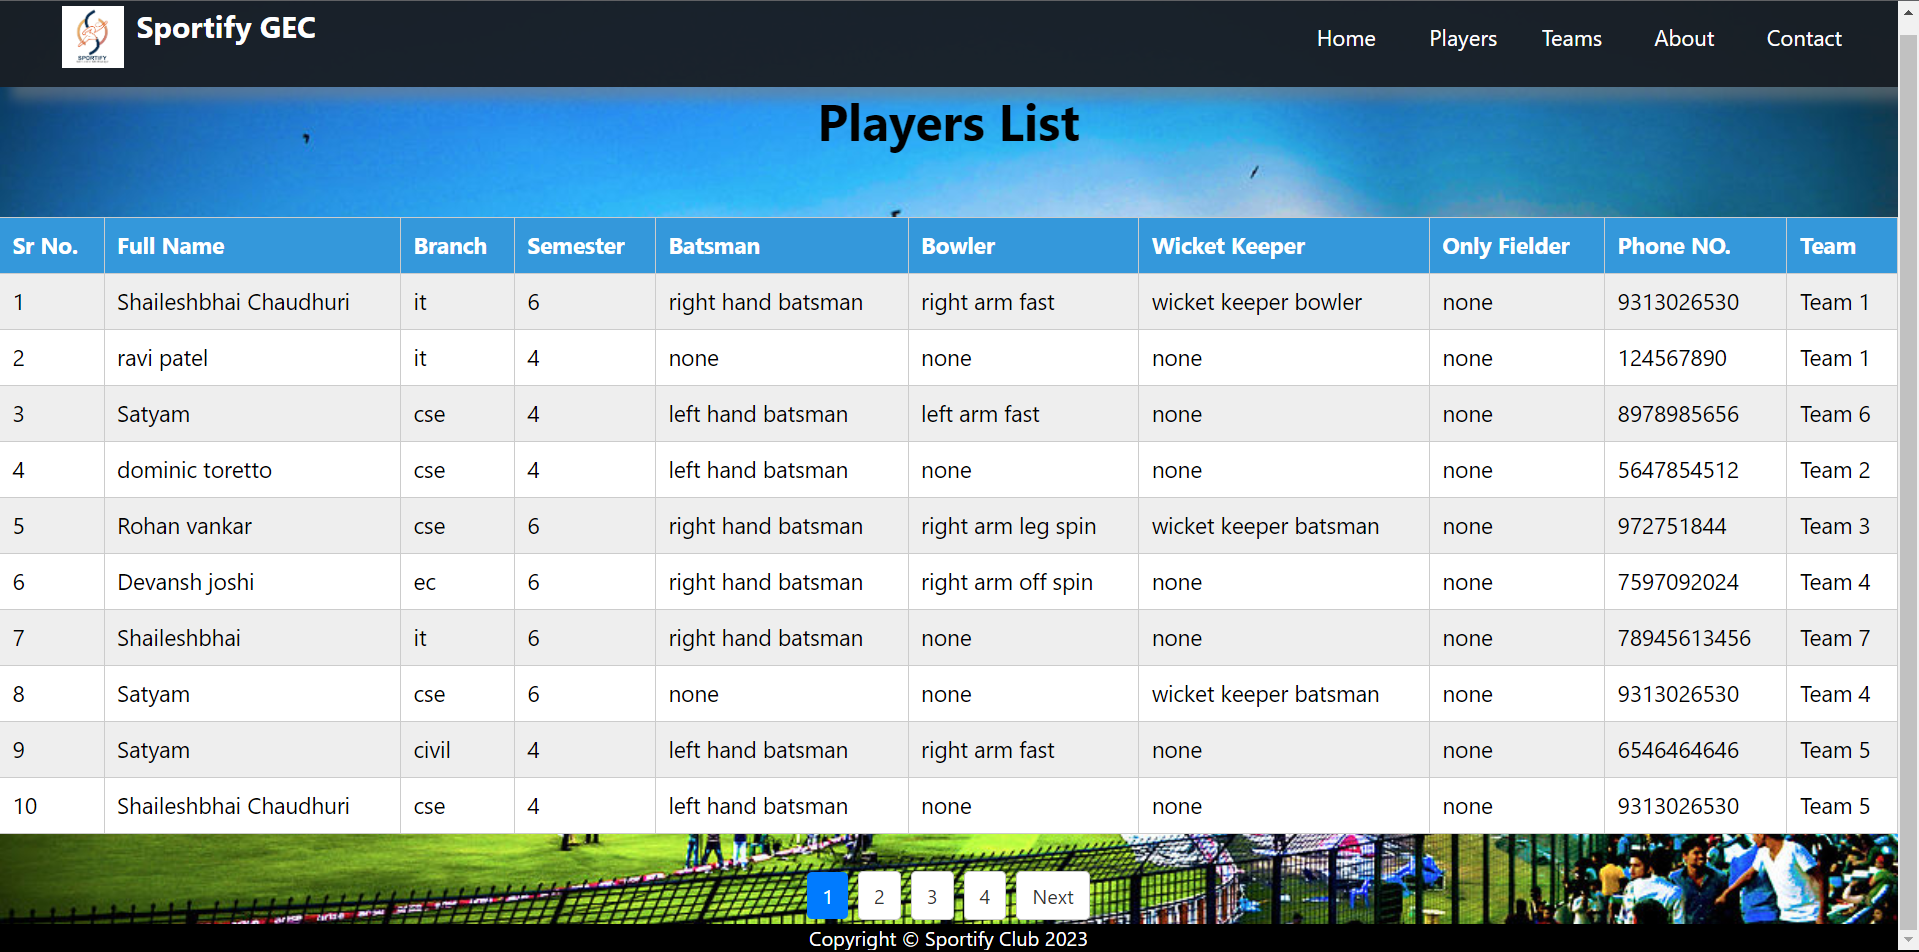 SPORTIFY
Sportify GEC
Home Players Teams About Contact
Players List
Sr No. Full Name Branch Semester Batsman Bowler Wicket Keeper Only Fielder Phone NO. Team
1 Shaileshbhai Chaudhuri it 6 right hand batsman right arm fast wicket keeper bowler none 9313026530 Team 1
2 ravi patel it 4 none none none none 124567890 Team 1
3 Satyam cse 4 left hand batsman left arm fast none none 8978985656 Team 6
4 dominic toretto cse 4 left hand batsman none none none 5647854512 Team 2
5 Rohan vankar cse 6 right hand batsman right arm leg spin wicket keeper batsman none 972751844 Team 3
6 Devansh joshi ec 6 right hand batsman right arm off spin none none 7597092024 Team 4
7 Shaileshbhai it 6 right hand batsman none none none 78945613456 Team 7
8 Satyam cse 6 none none wicket keeper batsman none 9313026530 Team 4
9 Satyam civil 4 left hand batsman right arm fast none none 6546464646 Team 5
10 Shaileshbhai Chaudhuri cse 4 left hand batsman none none none 9313026530 Team 5
1 2 3 4 Next
Copyright © Sportify Club 2023